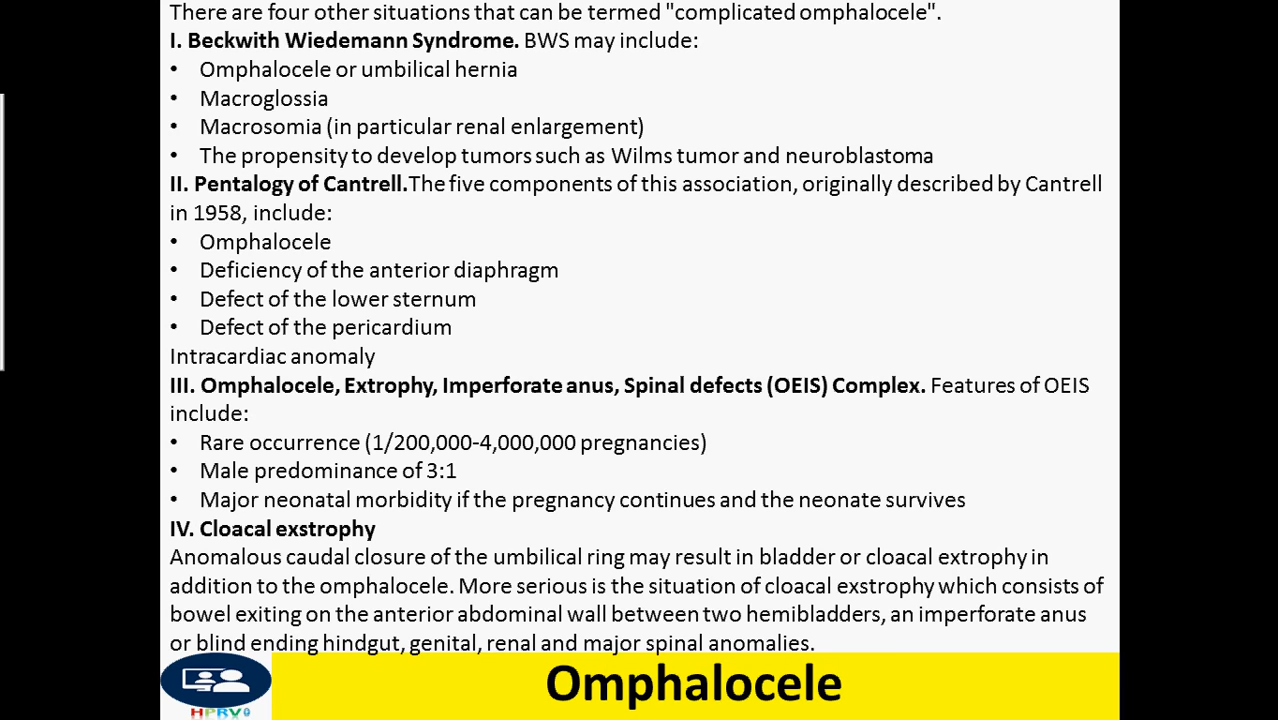 There are four other situations that can be termed "complicated omphalocele".
I. Beckwith Wiedemann Syndrome. BWS may include:
• Omphalocele or umbilical hernia
• Macroglossia
• Macrosomia (in particular renal enlargement)
• The propensity to develop tumors such as Wilms tumor and neuroblastoma
II. Pentalogy of Cantrell.The five components of this association, originally described by Cantrell
in 1958, include:
• Omphalocele
• Deficiency of the anterior diaphragm
• Defect of the lower sternum
• Defect of the pericardium
Intracardiac anomaly
III. Omphalocele, Extrophy, Imperforate anus, Spinal defects (OEIS) Complex. Features of OEIS
include:
• Rare occurrence (1/200,000-4,000,000 pregnancies)
• Male predominance of 3:1
• Major neonatal morbidity if the pregnancy continues and the neonate survives
IV. Cloacal exstrophy
Anomalous caudal closure of the umbilical ring may result in bladder or cloacal extrophy in
addition to the omphalocele. More serious is the situation of cloacal exstrophy which consists of
bowel exiting on the anterior abdominal wall between two hemibladders, an imperforate anus
or blind ending hindgut, genital, renal and major spinal anomalies.
Omphalocele
HPRV